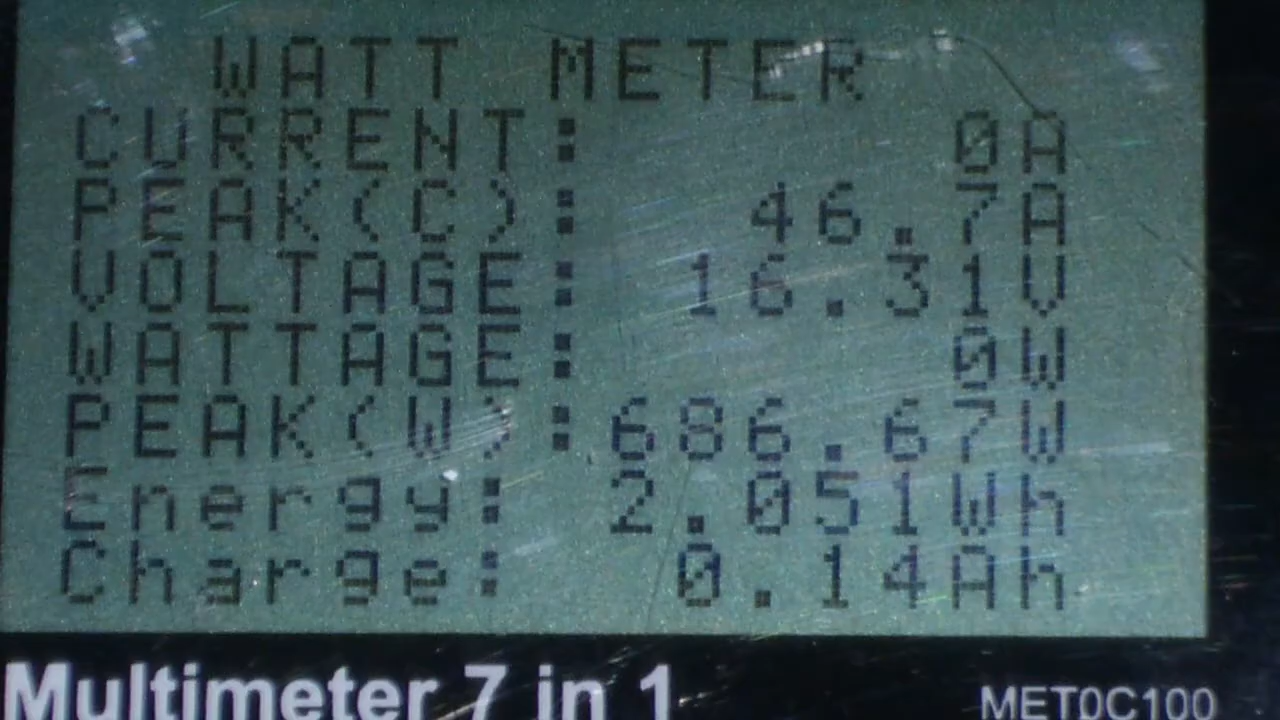 WATT METER
CURRENT: 0A
PEAK(C): 46.7A
VOLTAGE: 16.31V
WATTAGE: 0W
PEAK(W): 686.67W
Energy: 2.051Wh
Charge: 0.14Ah
Multimeter 7 in 1 MET0C100